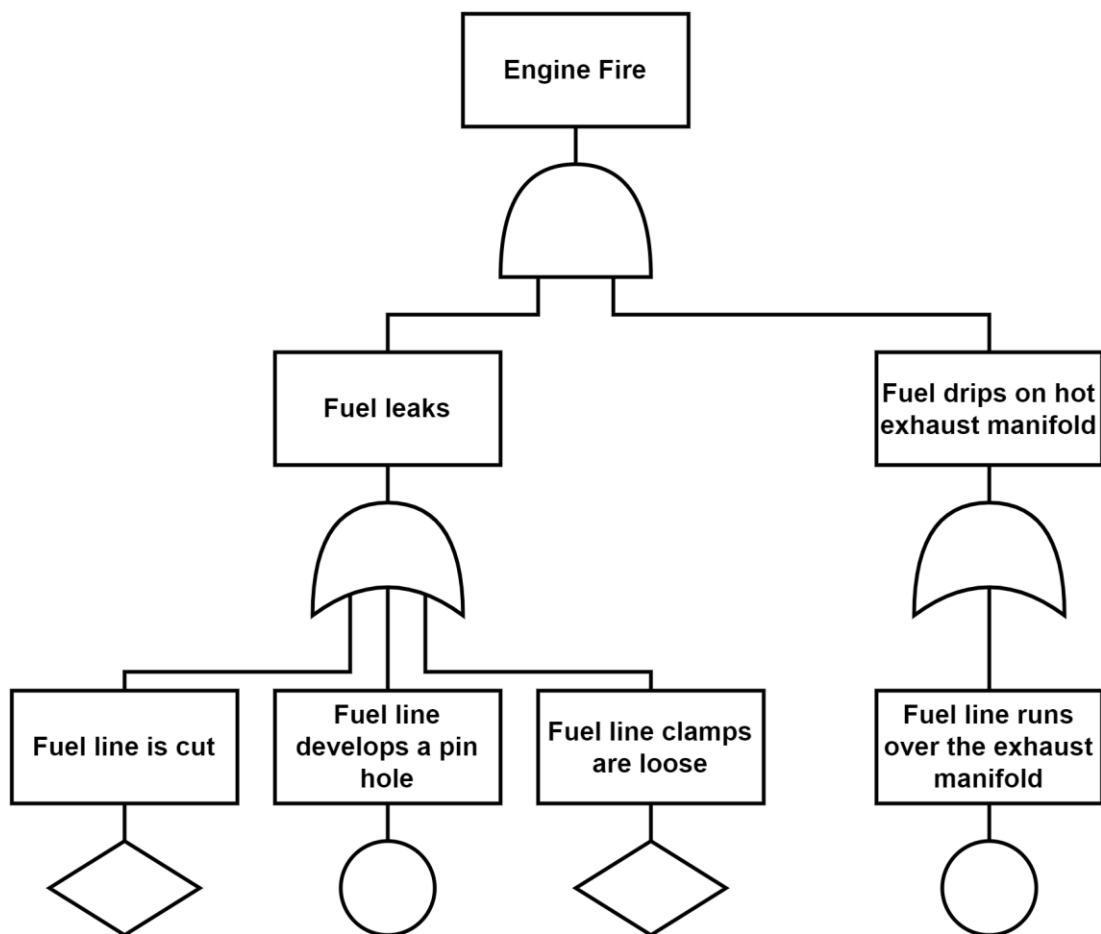 Engine Fire
Fuel leaks
Fuel drips on hot
exhaust manifold
Fuel line is cut
Fuel line
develops a pin
hole
Fuel line clamps
are loose
Fuel line runs
over the exhaust
manifold